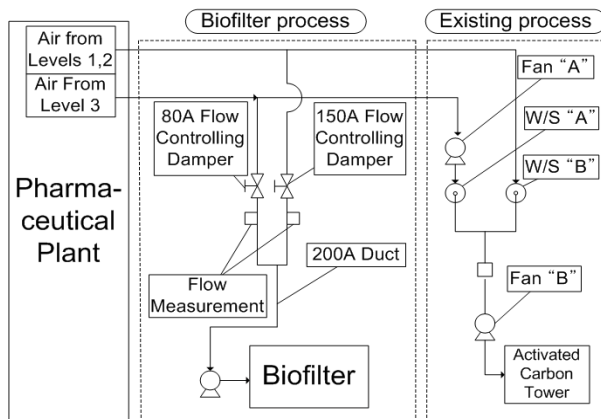 Biofilter process
Existing process
Air from
Levels 1,2
Air From
Level 3
Pharma-
ceutical
Plant
80A Flow
Controlling
Damper
150A Flow
Controlling
Damper
Flow
Measurement
200A Duct
Biofilter
Fan “A”
W/S “A”
W/S “B”
Fan “B”
Activated
Carbon
Tower